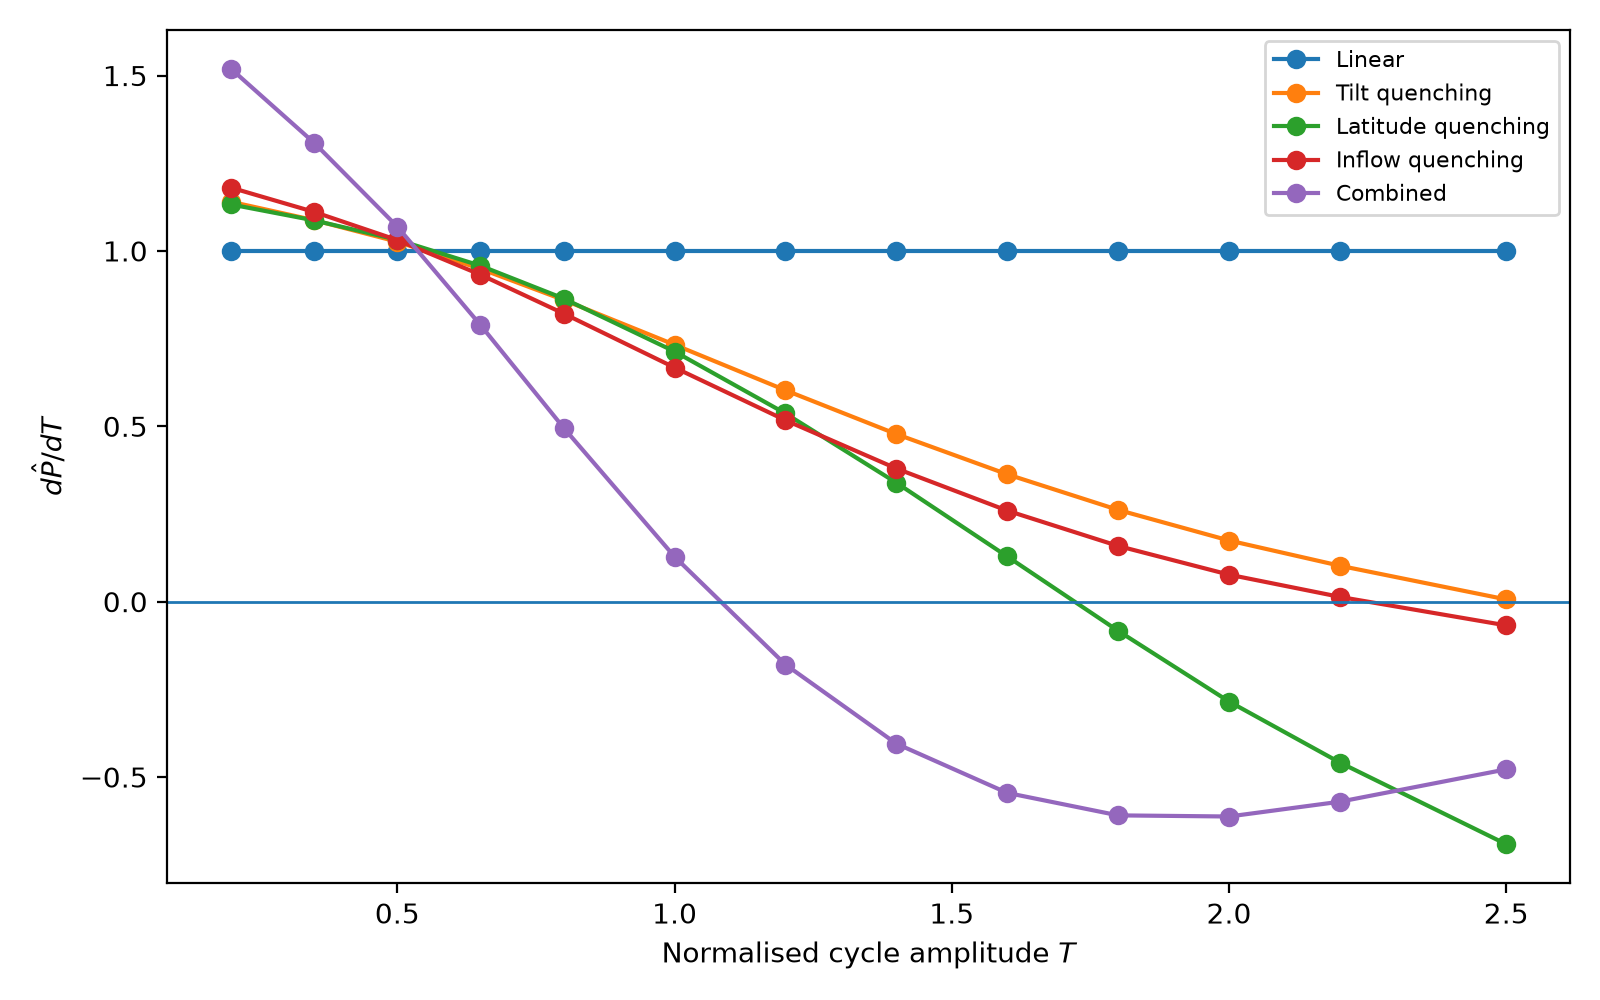 1.5
1.0
0.5
0.0
−0.5
0.5
1.0
1.5
2.0
2.5
Normalised cycle amplitude T
dP̂/dT
Linear
Tilt quenching
Latitude quenching
Inflow quenching
Combined